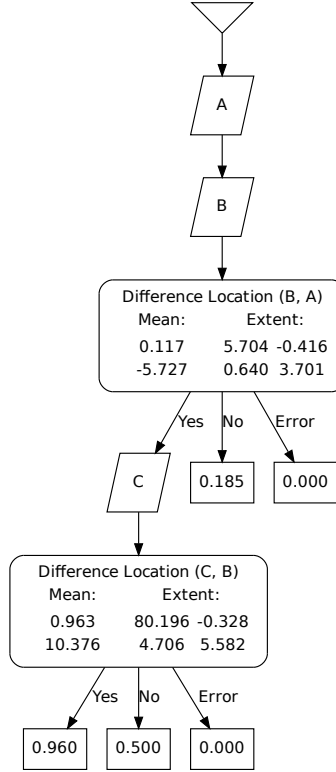 A
B
Difference Location (B, A)
Mean: Extent:
0.117 5.704 -0.416
-5.727 0.640 3.701
Yes No Error
C 0.185 0.000
Difference Location (C, B)
Mean: Extent:
0.963 80.196 -0.328
10.376 4.706 5.582
Yes No Error
0.960 0.500 0.000